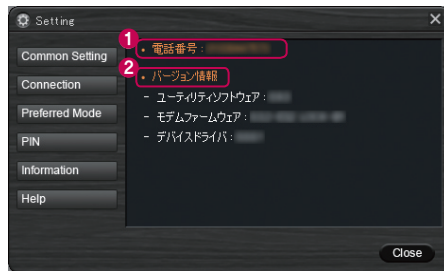 Setting
Common Setting
Connection
Preferred Mode
PIN
Information
Help
1
・ 電話番号 :
2
・ バージョン情報
- ユーティリティソフトウェア :
- モデムファームウェア :
- デバイスドライバ :
Close